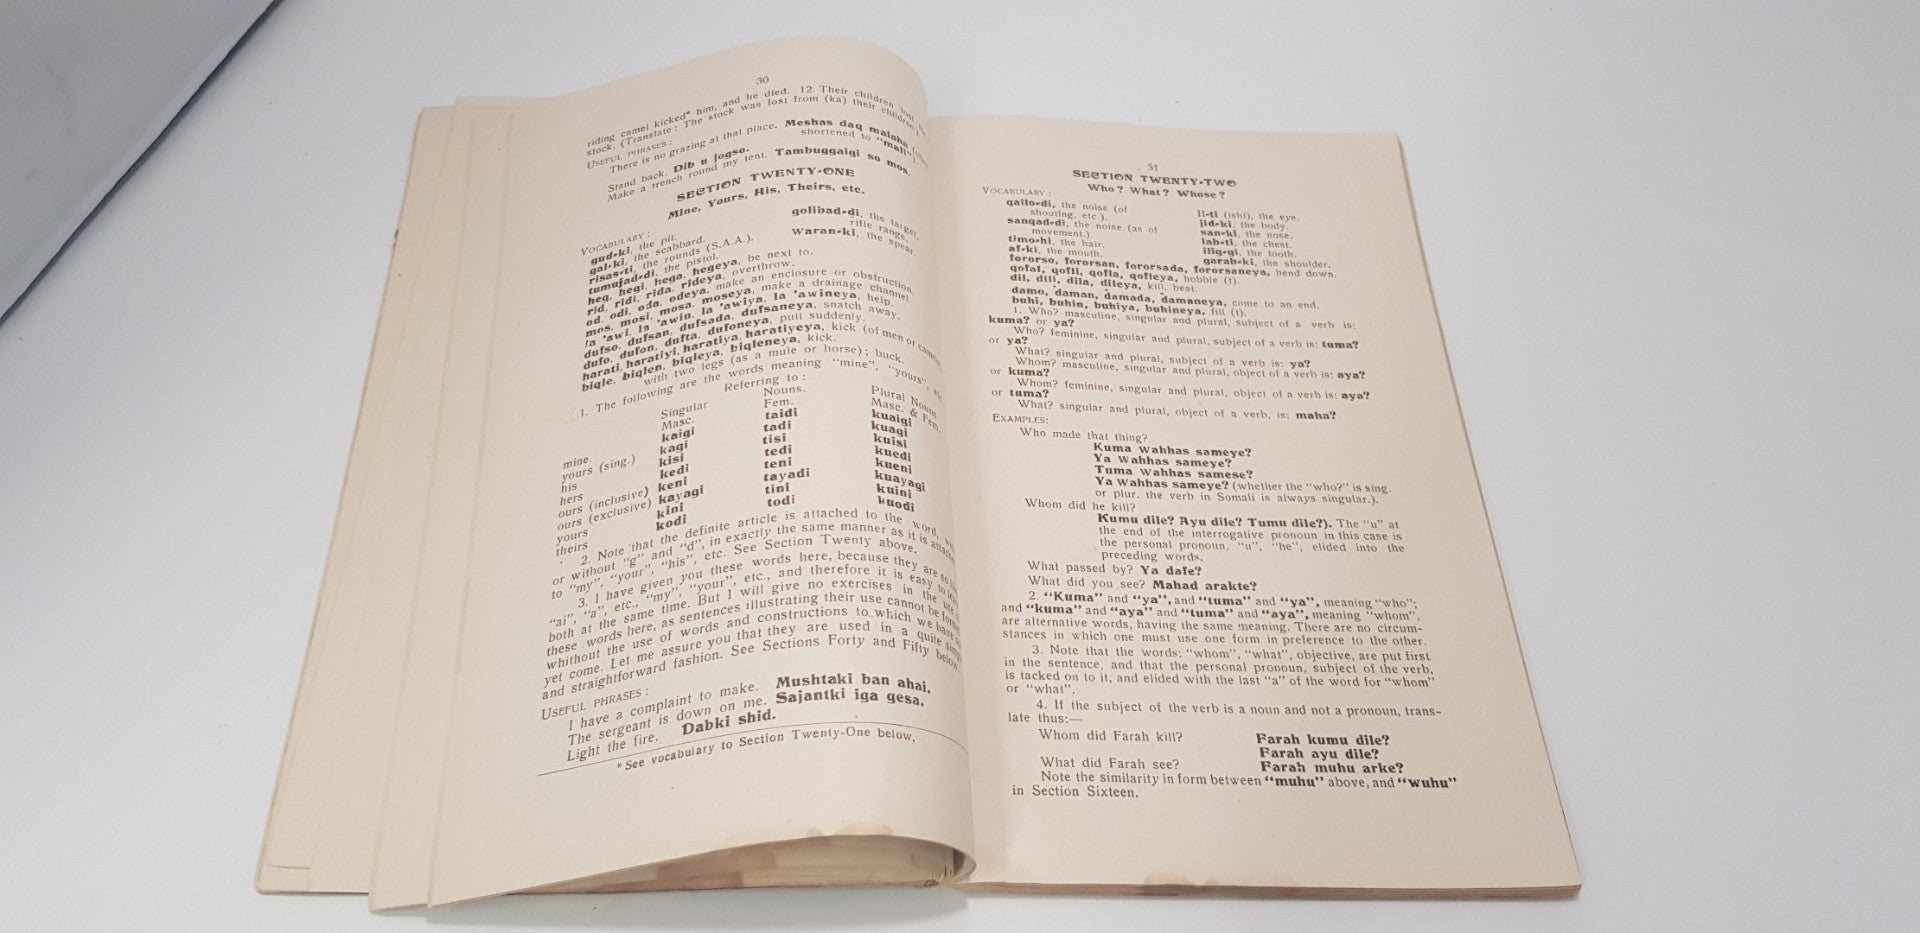 30
riding camel kicked* him, and he died. 12. Their children lost
stock. (Translate: The stock was lost from (ka) their children.)
USEFUL PHRASES:
There is no grazing at that place. Meshas daq malaha
shortened to "mali").
Stand back. Dib u jogso.
Make a trench round my tent. Tambuggaigi so mos.
SECTION TWENTY-ONE
Mine, Yours, His, Theirs, etc.
VOCABULARY:
gud-ki, the pit.
gal-ki, the scabbard.
risas-ti, the rounds (S.A.A.).
tumujad-di, the pistol.
golibad-di, the target,
rifle range.
Waran-ki, the spear.
heg, hegi, hega, hegeya, be next to.
rid, ridi, rida, rideya, overthrow.
od, odi, oda, odeya, make an enclosure or obstruction.
mos, mosi, mosa, moseya, make a drainage channel
la 'awi, la 'awin, la 'awiya, la 'awineya, help.
dufso, dufsan, dufsada, dufsaneya, snatch away.
dufo, dufon, dufta, dufoneya, pull suddenly.
harati, haratiyi, haratiya, haratiyeya, kick (of men or camels
biqle, biqlen, biqleya, biqleneya, kick.
with two legs (as a mule or horse); buck.
1. The following are the words meaning "mine", "yours", etc.
Referring to:
Singular Nouns. Plural Nouns
Masc. Fem. Masc. & Fem.
mine. kaigi taidi kuaigi
yours (sing.) kagi tadi kuagi
his kisi tisi kuisi
hers kedi tedi kuedi
ours (inclusive) keni teni kueni
ours (exclusive) kayagi tayadi kuayagi
yours kini tini kuini
theirs kodi todi kuodi
2. Note that the definite article is attached to the word,
or without "g" and "d", in exactly the same manner as it is
to "my", "your", "his", etc. See Section Twenty above.
3. I have given you these words here, because they are so
"ai", "a", etc., "my", "your", etc., and therefore it is easy to
both at the same time. But I will give no exercises in the use
these words here, as sentences illustrating their use cannot be
whithout the use of words and constructions to which we have
yet come. Let me assure you that they are used in a quite
and straightforward fashion. See Sections Forty and Fifty below.
USEFUL PHRASES:
I have a complaint to make. Mushtaki ban ahai.
The sergeant is down on me. Sajantki iga gesa.
Light the fire. Dabki shid.
* See vocabulary to Section Twenty-One below,
31
SECTION TWENTY-TWO
Who? What? Whose?
VOCABULARY:
qailo-di, the noise (of
shouting, etc.).
sanqad-di, the noise (as of
movement.).
timo-hi, the hair.
af-ki, the mouth.
Il-ti (ishi), the eye.
jid-ki, the body.
san-ki, the nose.
lab-ti, the chest.
ilig-gi, the tooth.
garab-ki, the shoulder.
fororso, fororsan, fororsada, fororsaneya, bend down.
qofal, qofli, qofla, qofleya, hobble (t).
dil, dili, dila, dileya, kill, beat.
damo, daman, damada, damaneya, come to an end.
buhi, buhin, buhiya, buhineya, fill (t).
1. Who? masculine, singular and plural, subject of a verb is:
kuma? or ya?
Who? feminine, singular and plural, subject of a verb is: tuma?
or ya?
What? singular and plural, subject of a verb is: ya?
Whom? masculine, singular and plural, object of a verb is: aya?
or kuma?
Whom? feminine, singular and plural, object of a verb is: aya?
or tuma?
What? singular and plural, object of a verb, is: maha?
EXAMPLES:
Who made that thing?
Kuma Wahhas sameye?
Ya Wahhas sameye?
Tuma Wahhas samese?
Ya Wahhas sameye? (whether the "who?" is sing.
or plur. the verb in Somali is always singular.).
Whom did he kill?
Kumu dile? Ayu dile? Tumu dile?). The "u" at
the end of the interrogative pronoun in this case is
the personal pronoun, "u", "he", elided into the
preceding words.
What passed by? Ya dafe?
What did you see? Mahad arakte?
2. "Kuma" and "ya", and "tuma" and "ya", meaning "who";
and "kuma" and "aya" and "tuma" and "aya", meaning "whom",
are alternative words, having the same meaning. There are no circum-
stances in which one must use one form in preference to the other.
3. Note that the words: "whom", "what", objective, are put first
in the sentence, and that the personal pronoun, subject of the verb,
is tacked on to it, and elided with the last "a" of the word for "whom"
or "what".
4. If the subject of the verb is a noun and not a pronoun, trans-
late thus:—
Whom did Farah kill? Farah kumu dile?
Farah ayu dile?
What did Farah see? Farah muhu arke?
Note the similarity in form between "muhu" above, and "wuhu"
in Section Sixteen.